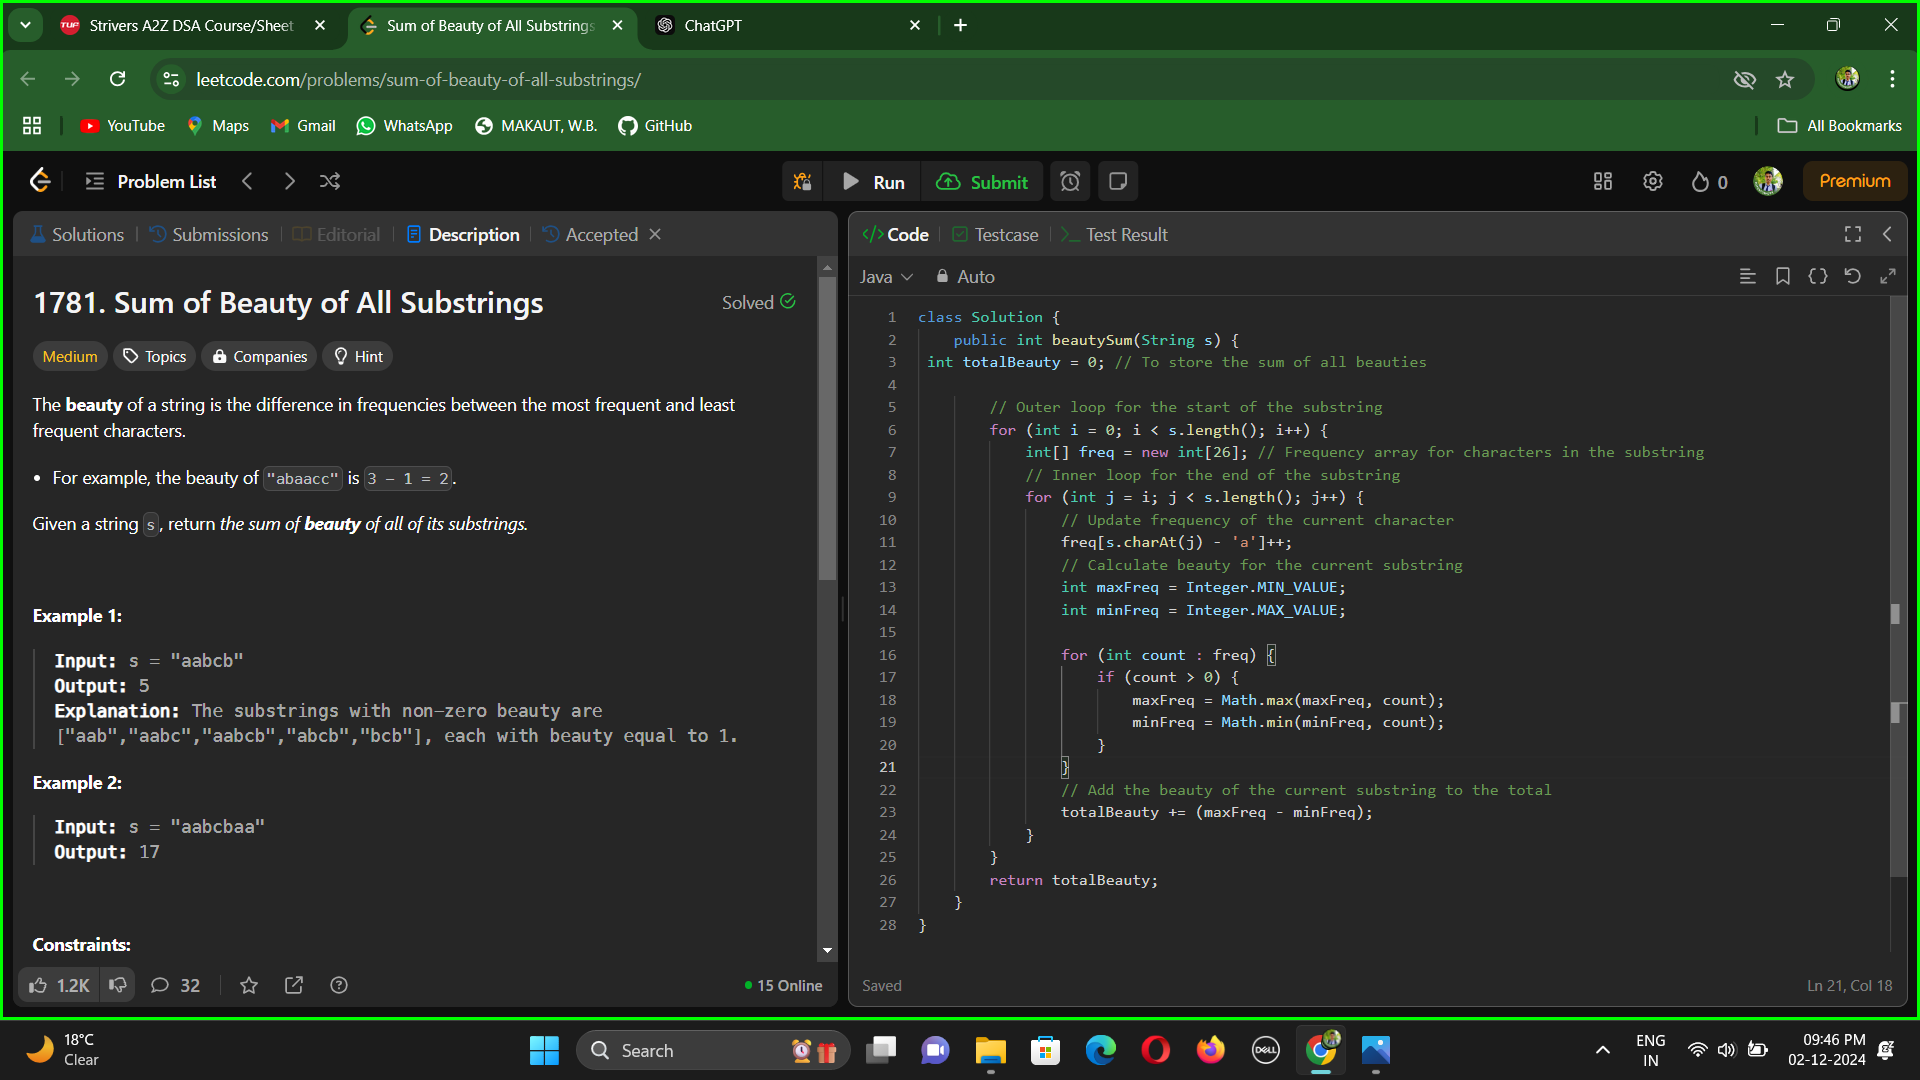 Strivers A2Z DSA Course/Sheet
Sum of Beauty of All Substrings
ChatGPT
leetcode.com/problems/sum-of-beauty-of-all-substrings/
YouTube
Maps
Gmail
WhatsApp
MAKAUT, W.B.
GitHub
All Bookmarks
Problem List
Run
Submit
0
Premium
Solutions
Submissions
Editorial
Description
Accepted
1781. Sum of Beauty of All Substrings
Solved
Medium
Topics
Companies
Hint
The beauty of a string is the difference in frequencies between the most frequent and least
frequent characters.
• For example, the beauty of "abaacc" is 3 - 1 = 2.
Given a string s, return the sum of beauty of all of its substrings.
Example 1:
Input: s = "aabcb"
Output: 5
Explanation: The substrings with non-zero beauty are
["aab","aabc","aabcb","abcb","bcb"], each with beauty equal to 1.
Example 2:
Input: s = "aabcbaa"
Output: 17
Constraints:
1.2K
32
15 Online
</> Code
Testcase
>_ Test Result
Java
Auto
1 class Solution {
2     public int beautySum(String s) {
3  int totalBeauty = 0; // To store the sum of all beauties
4
5         // Outer loop for the start of the substring
6         for (int i = 0; i < s.length(); i++) {
7             int[] freq = new int[26]; // Frequency array for characters in the substring
8             // Inner loop for the end of the substring
9             for (int j = i; j < s.length(); j++) {
10                 // Update frequency of the current character
11                 freq[s.charAt(j) - 'a']++;
12                 // Calculate beauty for the current substring
13                 int maxFreq = Integer.MIN_VALUE;
14                 int minFreq = Integer.MAX_VALUE;
15
16                 for (int count : freq) {
17                     if (count > 0) {
18                         maxFreq = Math.max(maxFreq, count);
19                         minFreq = Math.min(minFreq, count);
20                     }
21                 }
22                 // Add the beauty of the current substring to the total
23                 totalBeauty += (maxFreq - minFreq);
24             }
25         }
26         return totalBeauty;
27     }
28 }
Saved
Ln 21, Col 18
18°C
Clear
Search
DELL
ENG
IN
09:46 PM
02-12-2024